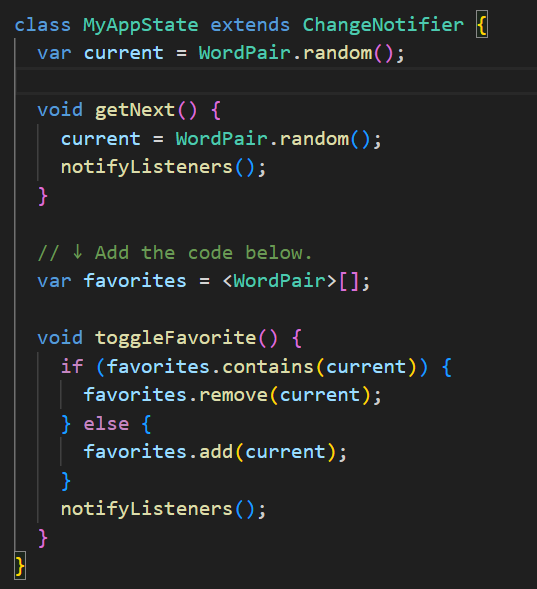 class MyAppState extends ChangeNotifier {
  var current = WordPair.random();

  void getNext() {
    current = WordPair.random();
    notifyListeners();
  }

  // ↓ Add the code below.
  var favorites = <WordPair>[];

  void toggleFavorite() {
    if (favorites.contains(current)) {
      favorites.remove(current);
    } else {
      favorites.add(current);
    }
    notifyListeners();
  }
}